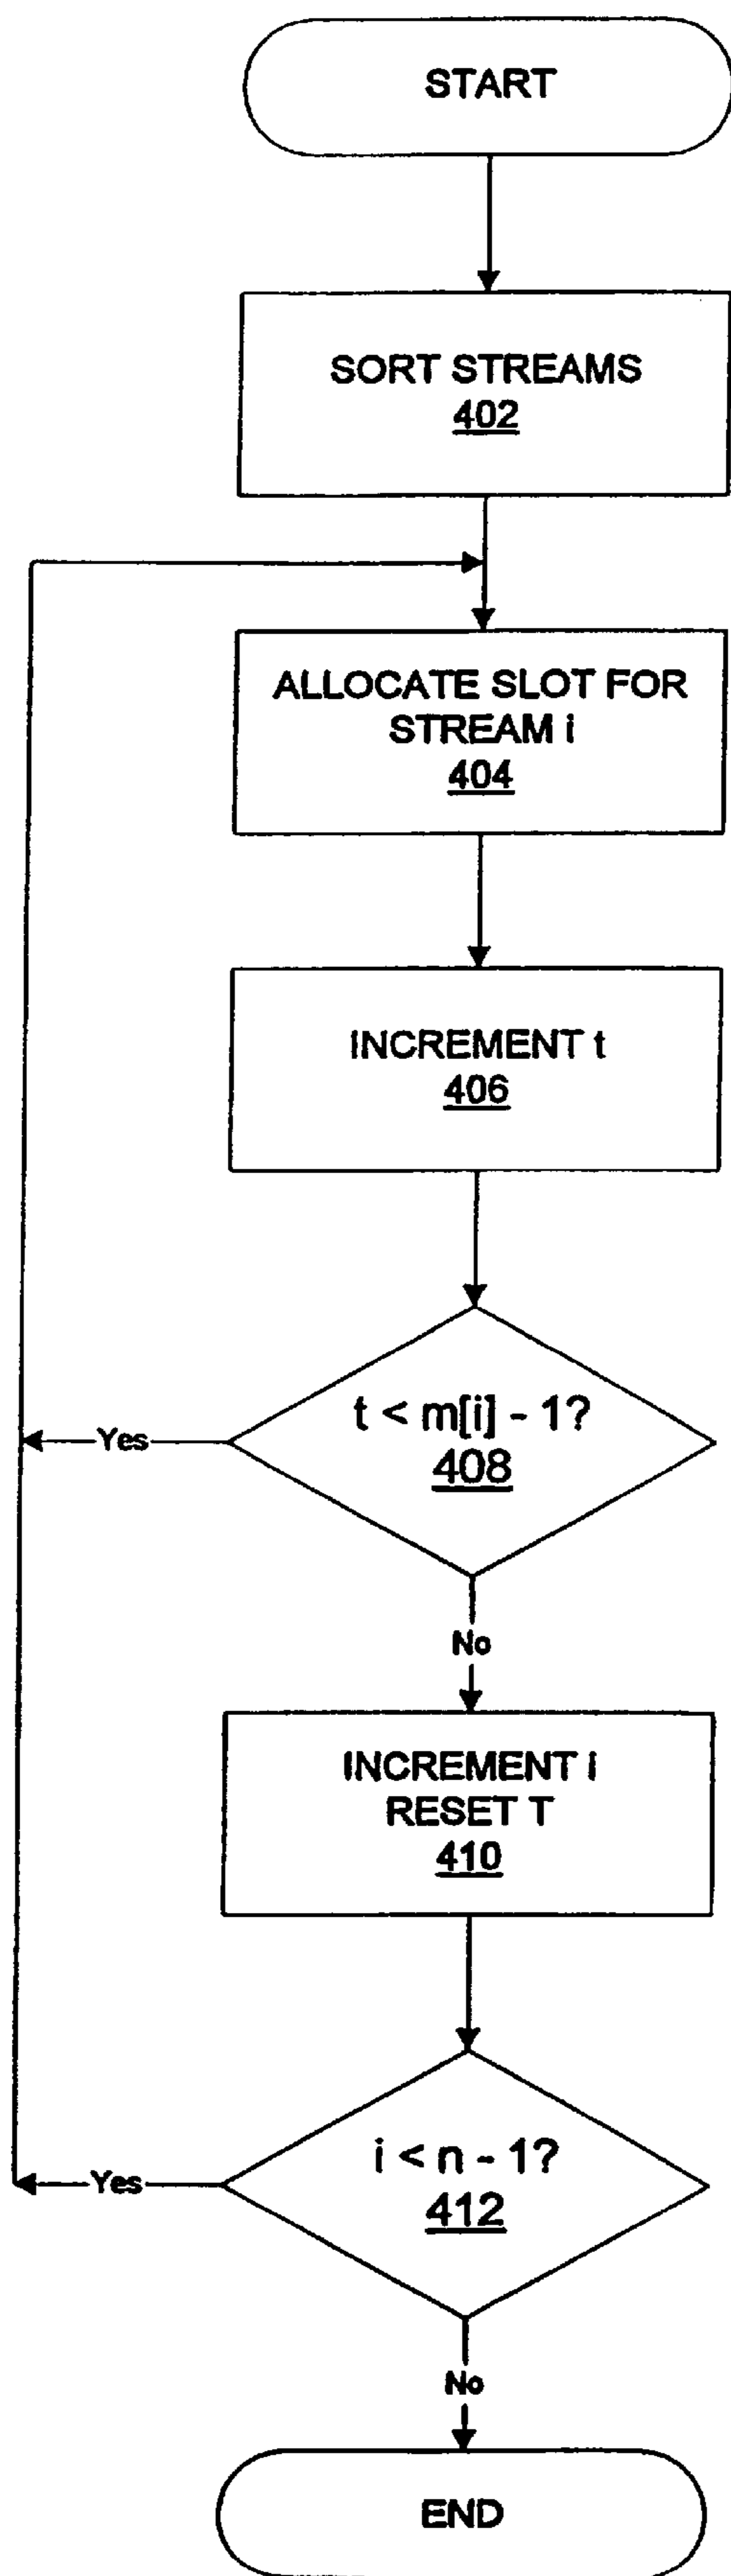 START
SORT STREAMS
402
ALLOCATE SLOT FOR
STREAM i
404
INCREMENT t
406
t < m[i] - 1?
408
Yes
No
INCREMENT i
RESET T
410
i < n - 1?
412
Yes
No
END